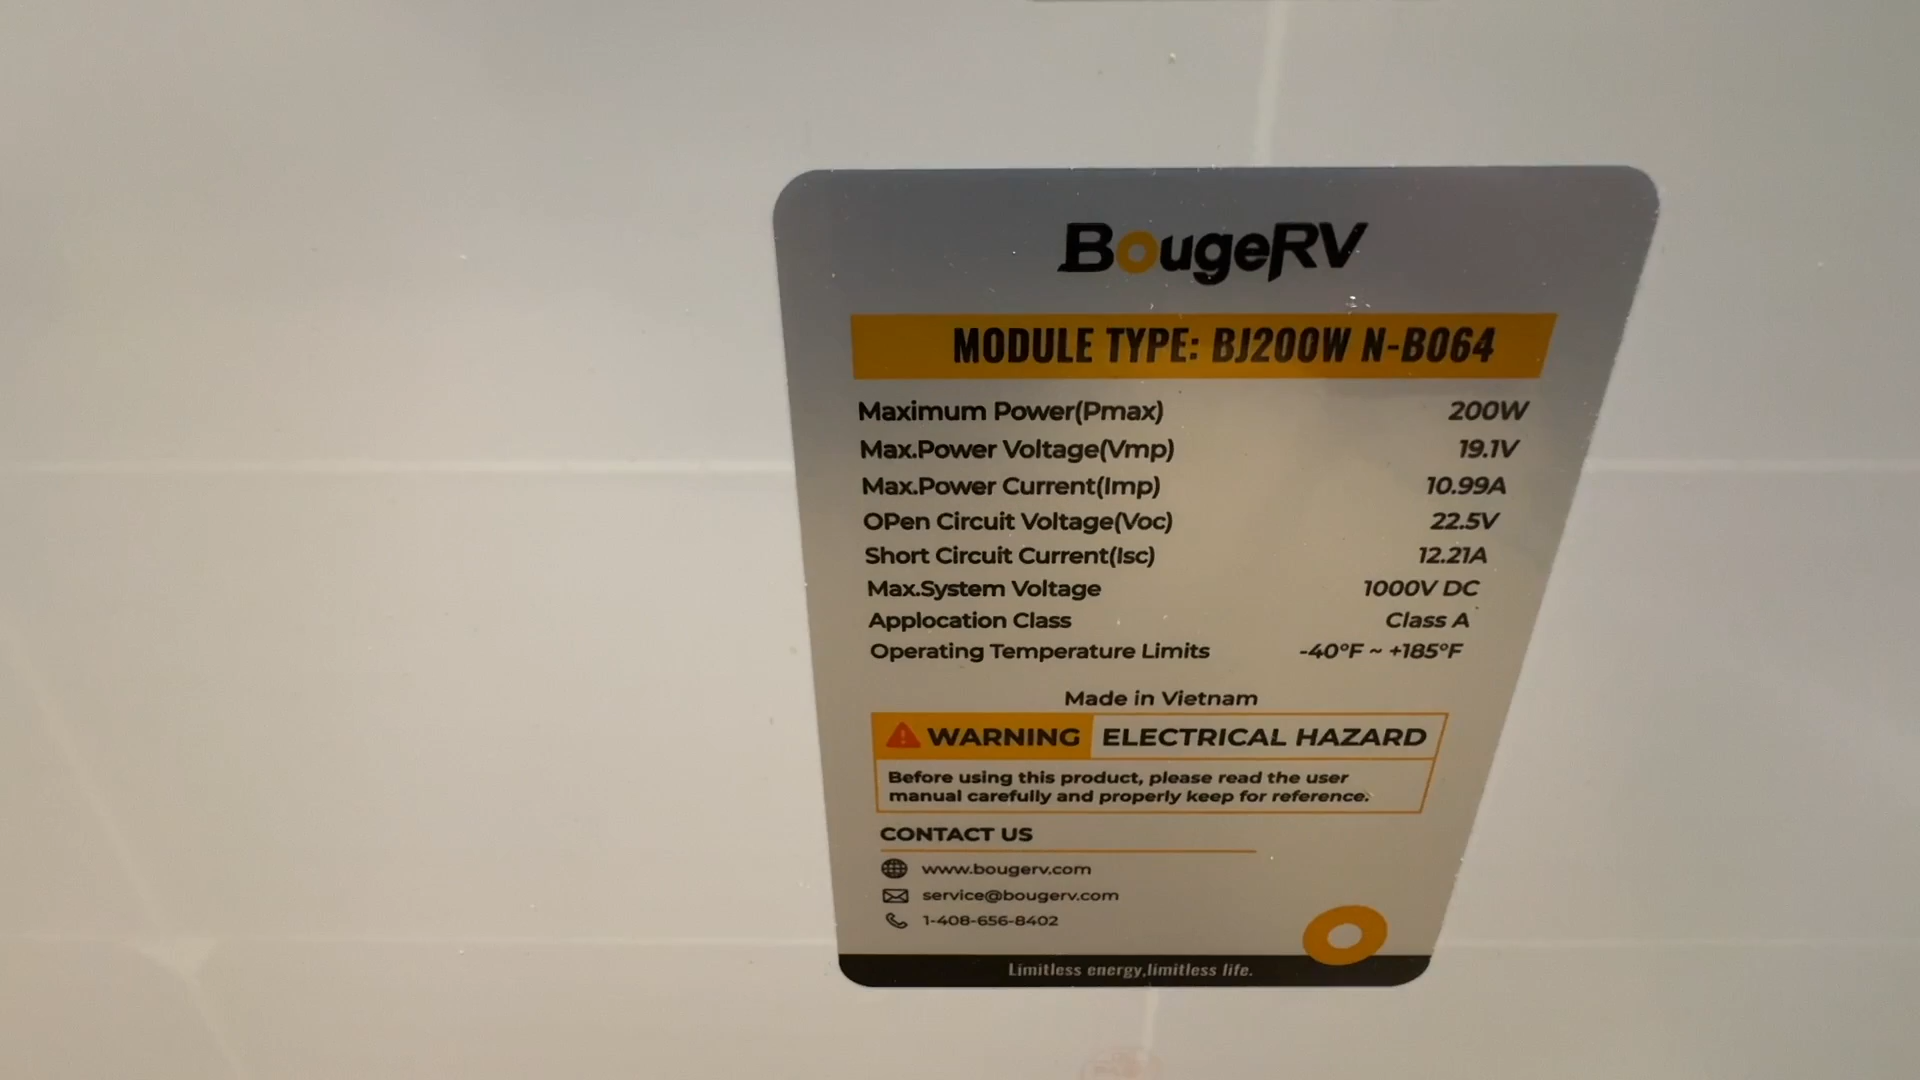 BougeRV
MODULE TYPE: BJ200W N-B064
Maximum Power(Pmax) 200W
Max.Power Voltage(Vmp) 19.1V
Max.Power Current(Imp) 10.99A
OPen Circuit Voltage(Voc) 22.5V
Short Circuit Current(Isc) 12.21A
Max.System Voltage 1000V DC
Applocation Class Class A
Operating Temperature Limits -40°F ~ +185°F
Made in Vietnam
WARNING ELECTRICAL HAZARD
Before using this product, please read the user
manual carefully and properly keep for reference.
CONTACT US
www.bougerv.com
service@bougerv.com
1-408-656-8402
Limitless energy,limitless life.